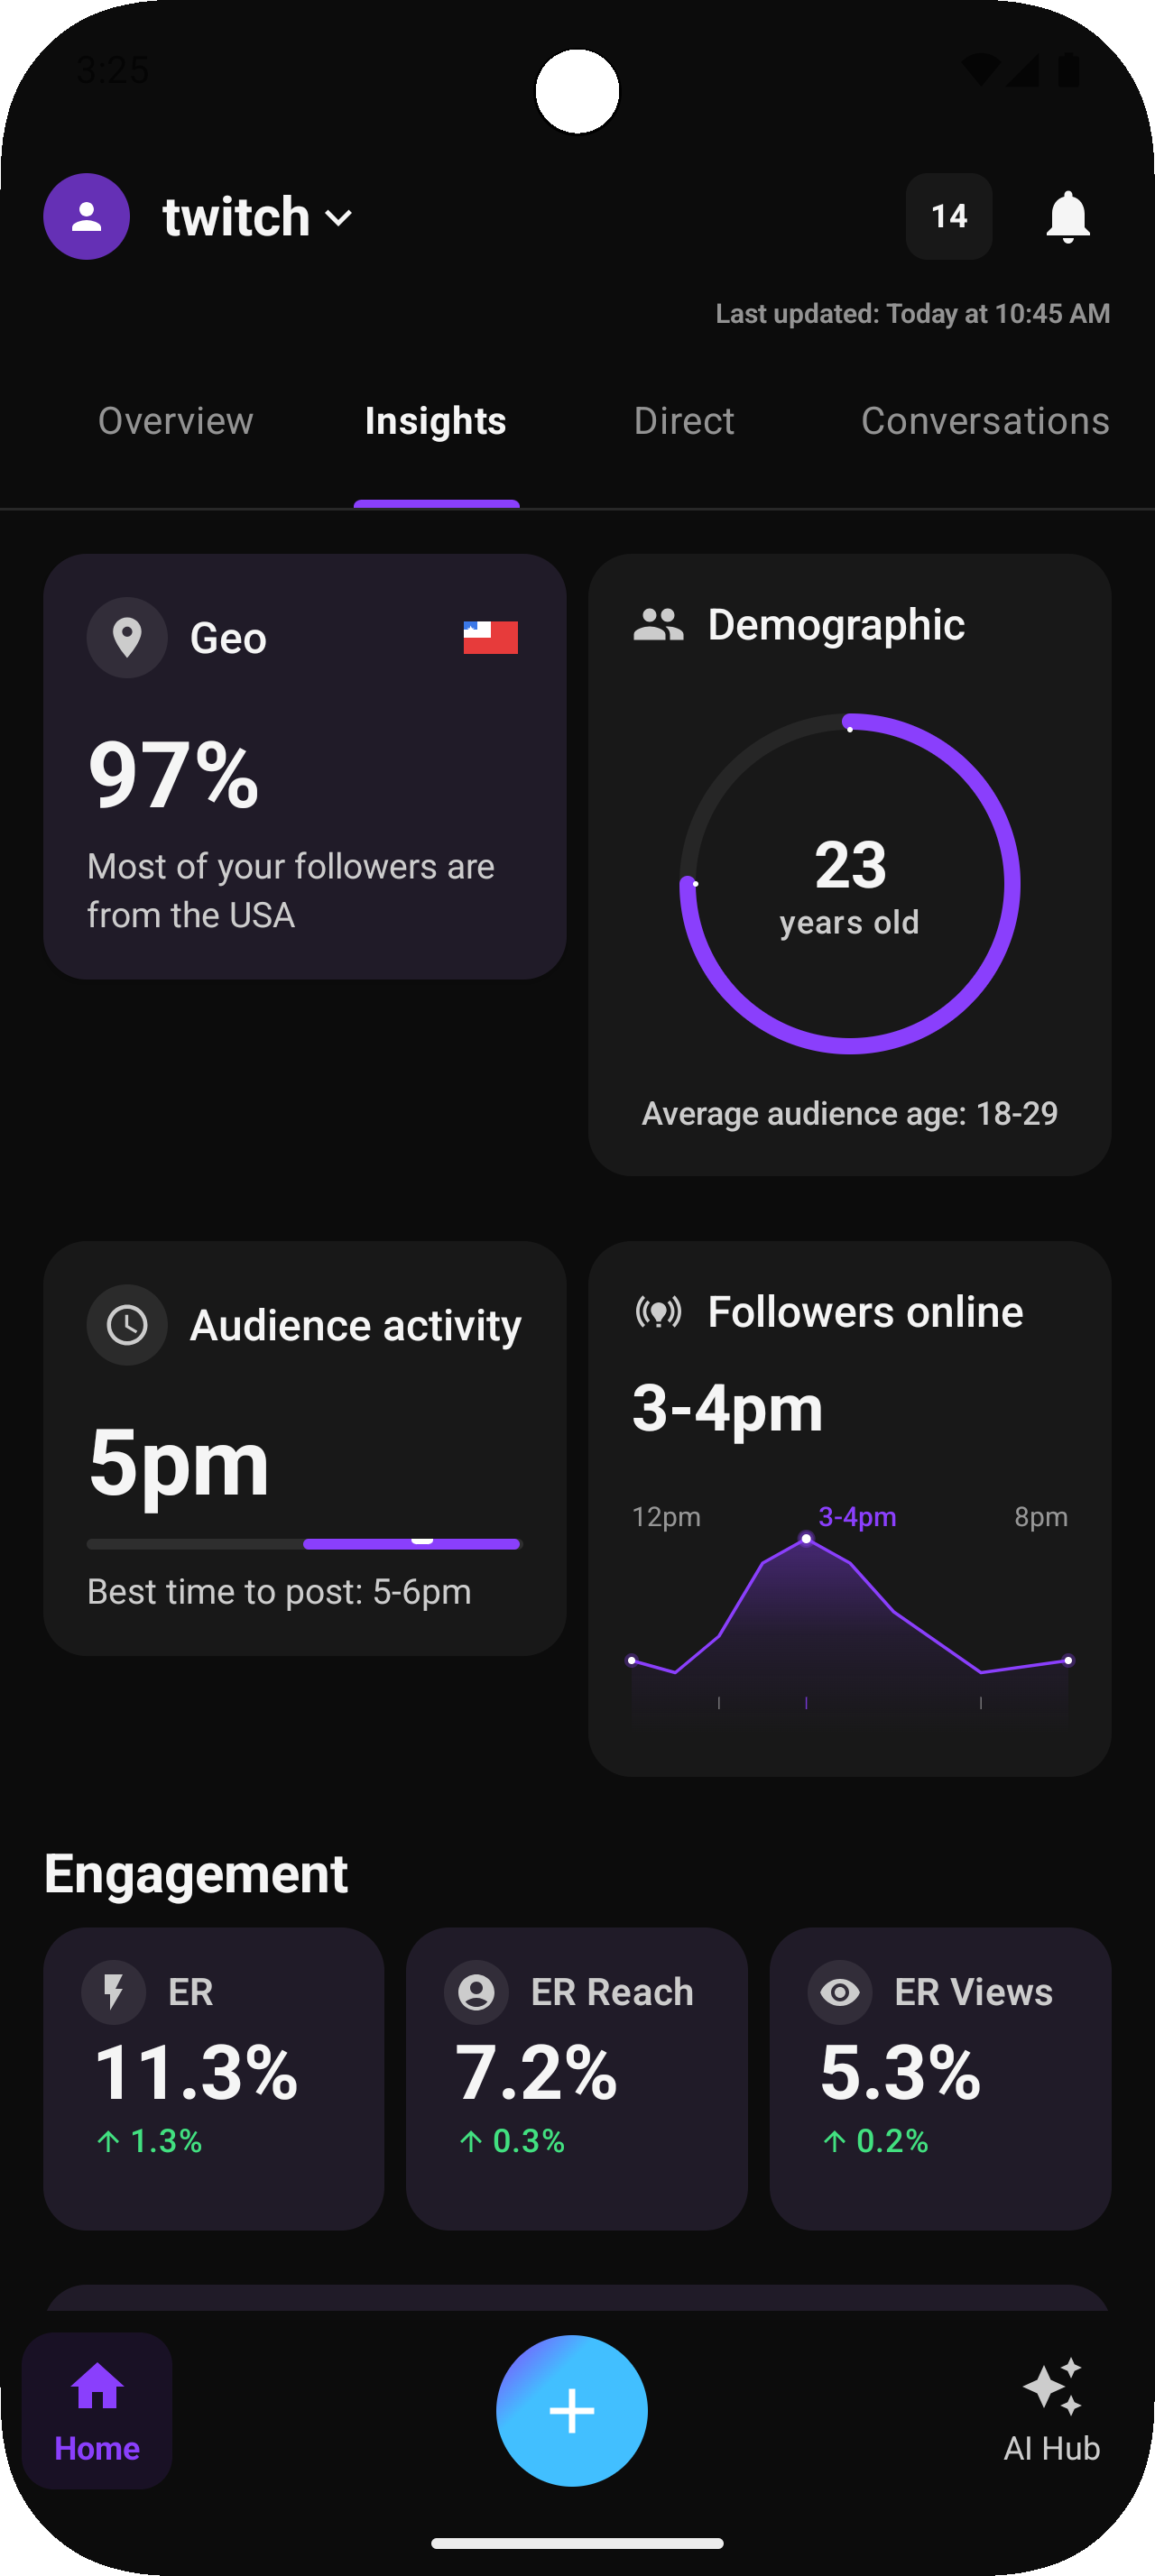 3:25
twitch
14
Last updated: Today at 10:45 AM
Overview
Insights
Direct
Conversations
Geo
97%
Most of your followers are
from the USA
Demographic
23
years old
Average audience age: 18-29
Audience activity
5pm
Best time to post: 5-6pm
Followers online
3-4pm
12pm
3-4pm
8pm
Engagement
ER
11.3%
↑ 1.3%
ER Reach
7.2%
↑ 0.3%
ER Views
5.3%
↑ 0.2%
Home
AI Hub